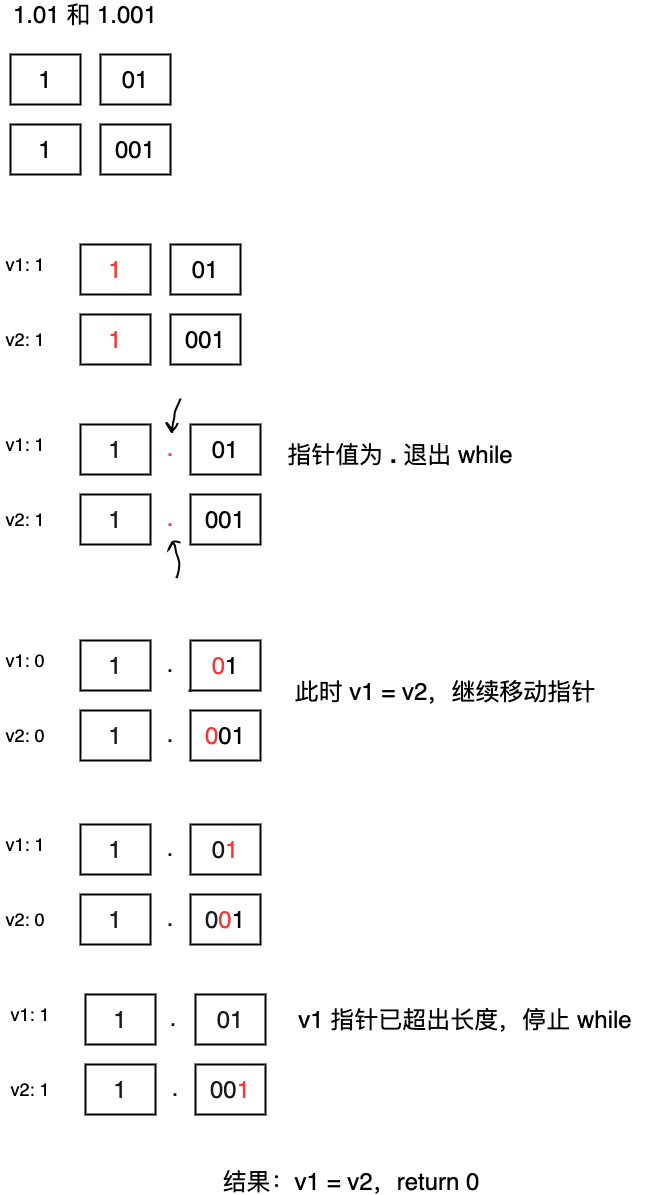 1.01 和 1.001
1 01
1 001
v1: 1 1 01
v2: 1 1 001
v1: 1 1 . 01
指针值为 . 退出 while
v2: 1 1 . 001
v1: 0 1 . 01
此时 v1 = v2，继续移动指针
v2: 0 1 . 001
v1: 1 1 . 01
v2: 0 1 . 001
v1: 1 1 . 01 v1 指针已超出长度，停止 while
v2: 1 1 . 001
结果：v1 = v2，return 0